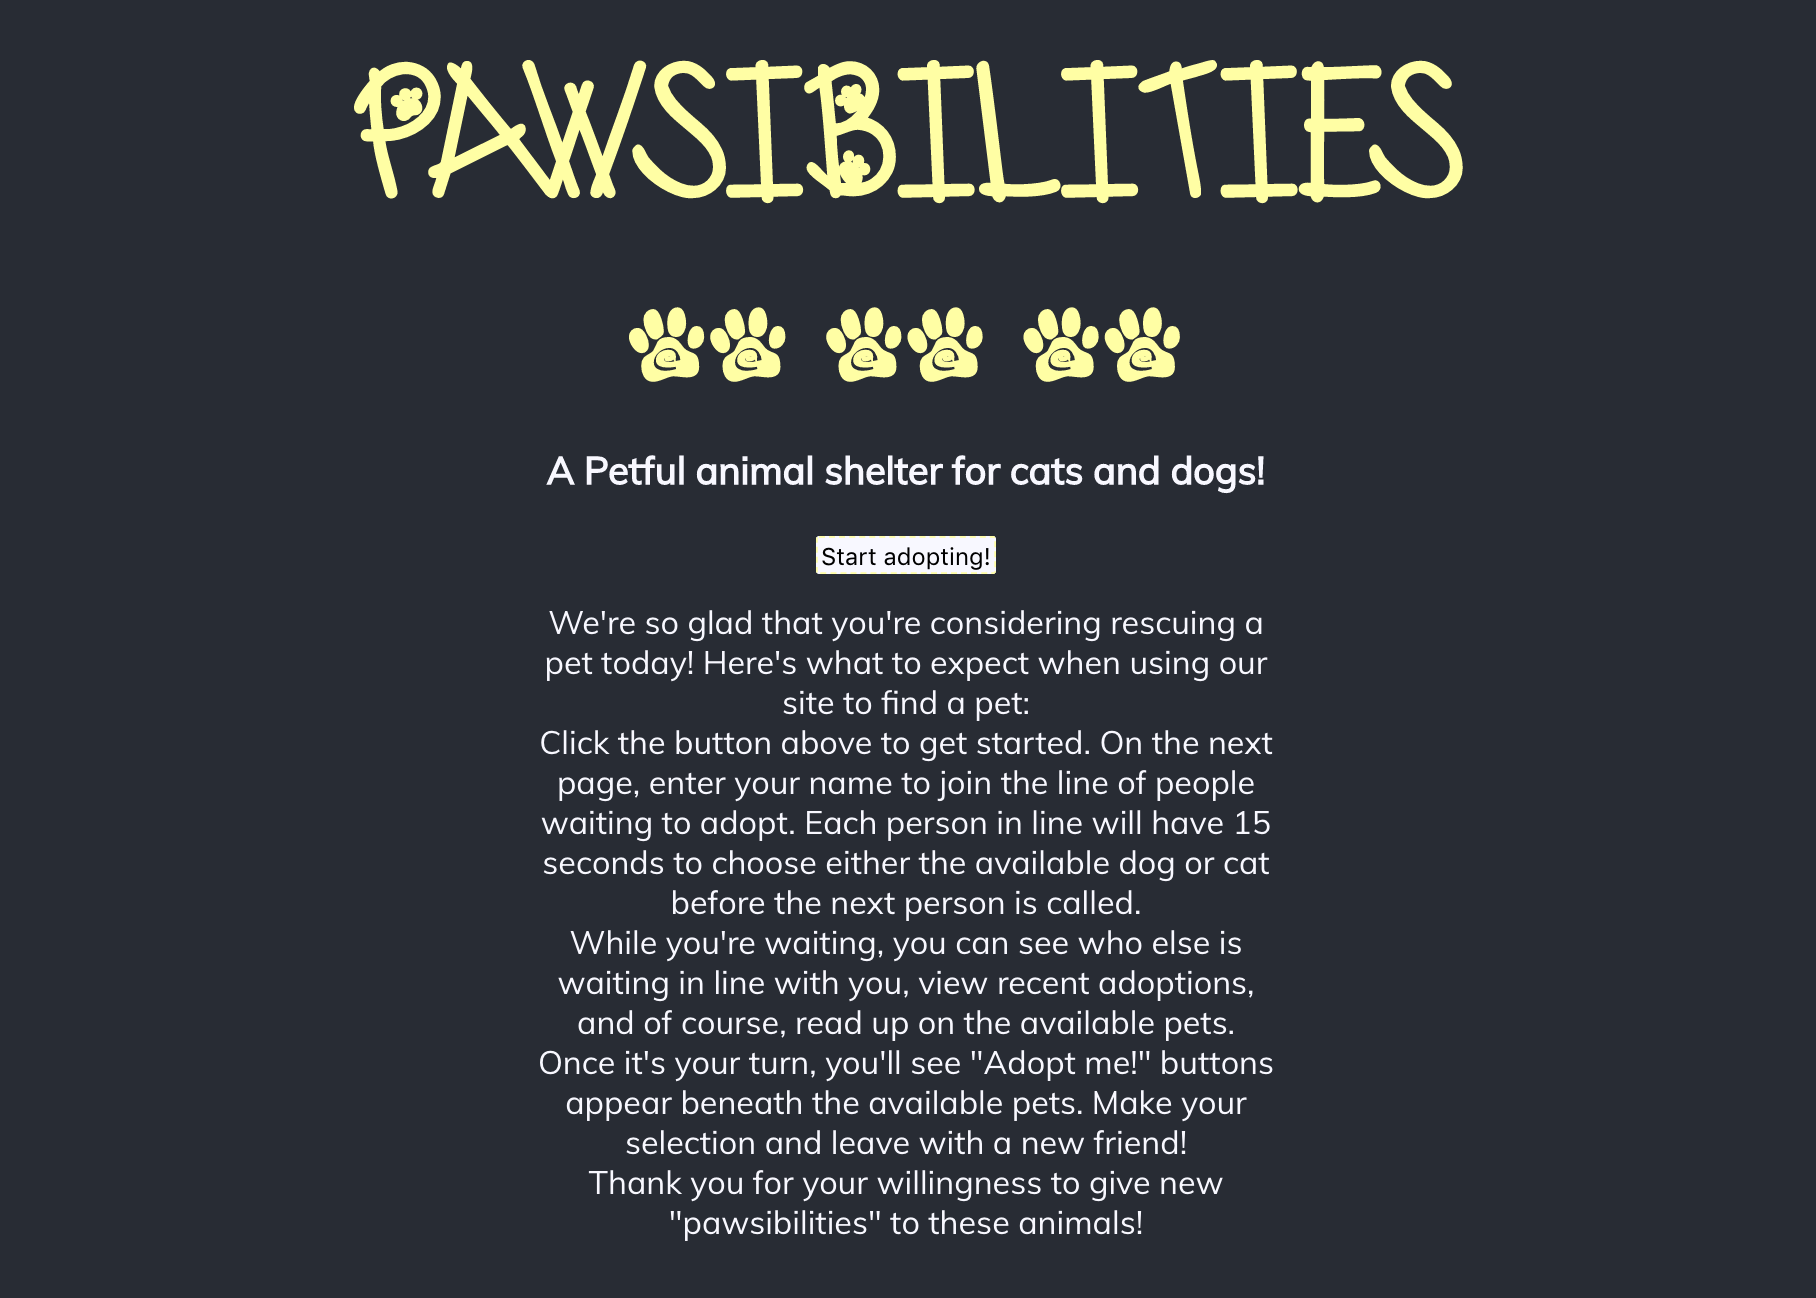 PAWSIBILITIES
A Petful animal shelter for cats and dogs!
Start adopting!
We're so glad that you're considering rescuing a
pet today! Here's what to expect when using our
site to find a pet:
Click the button above to get started. On the next
page, enter your name to join the line of people
waiting to adopt. Each person in line will have 15
seconds to choose either the available dog or cat
before the next person is called.
While you're waiting, you can see who else is
waiting in line with you, view recent adoptions,
and of course, read up on the available pets.
Once it's your turn, you'll see "Adopt me!" buttons
appear beneath the available pets. Make your
selection and leave with a new friend!
Thank you for your willingness to give new
"pawsibilities" to these animals!